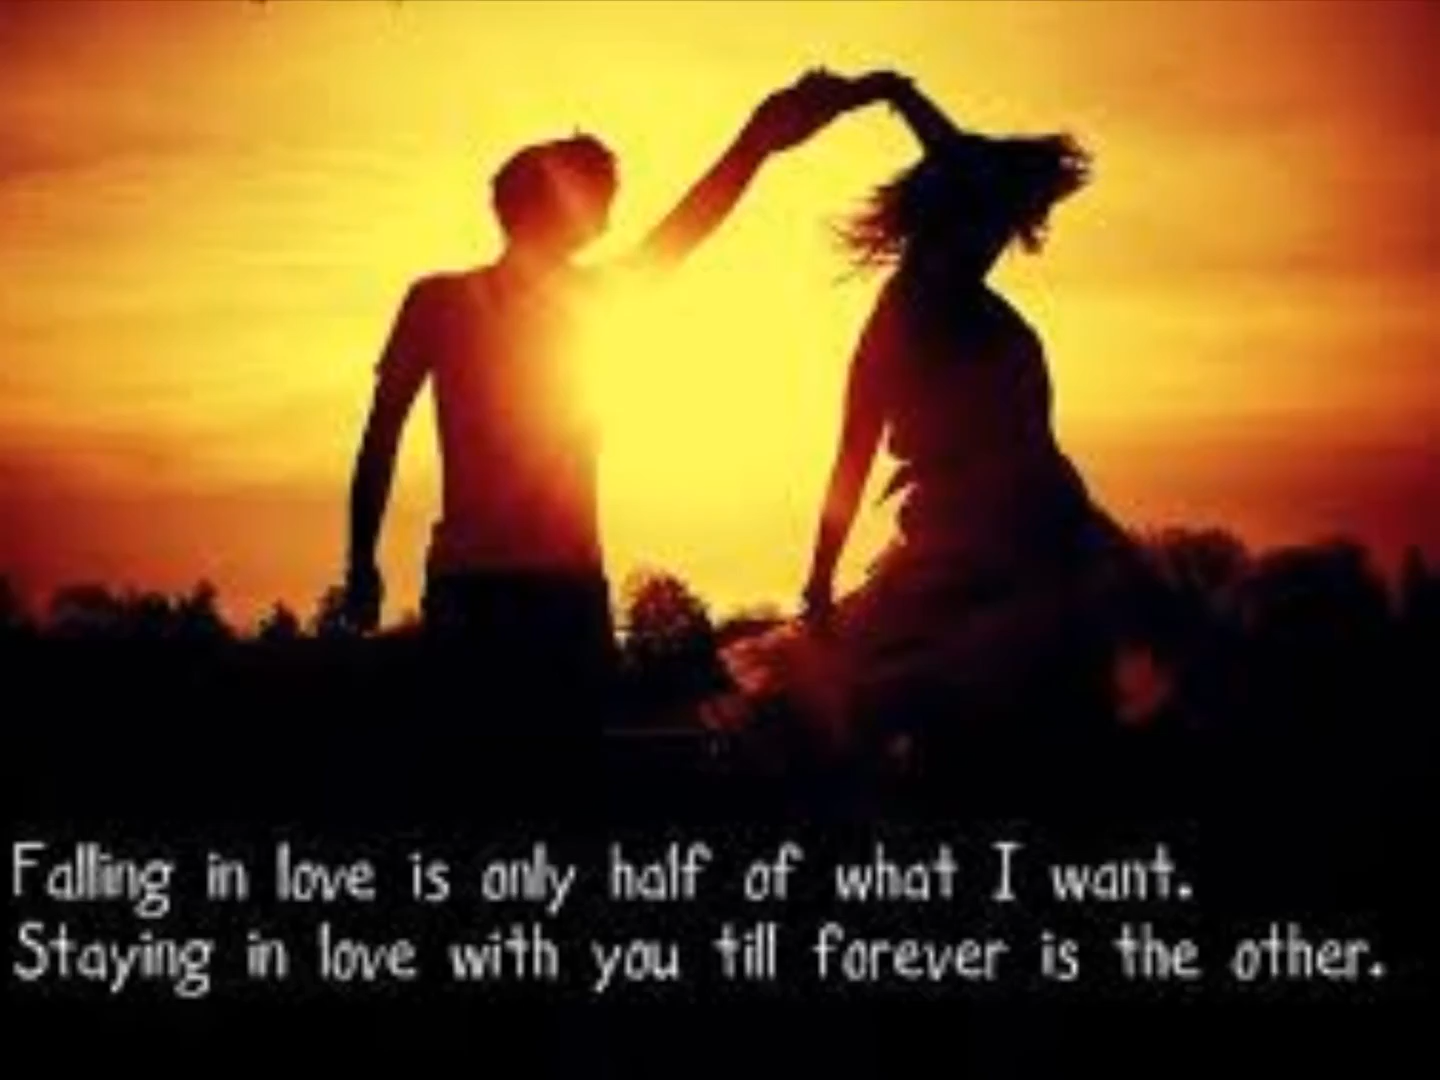 Falling in love is only half of what I want.
Staying in love with you till forever is the other.